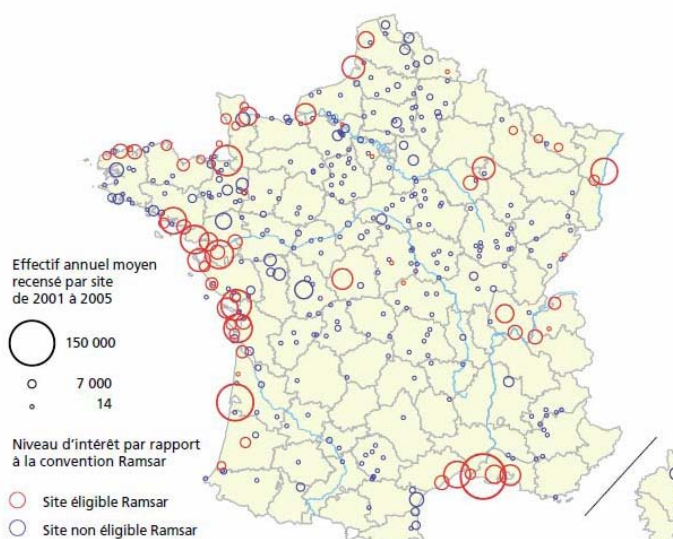 Effectif annuel moyen
recensé par site
de 2001 à 2005
150 000
7 000
14
Niveau d'intérêt par rapport
à la convention Ramsar
Site éligible Ramsar
Site non éligible Ramsar